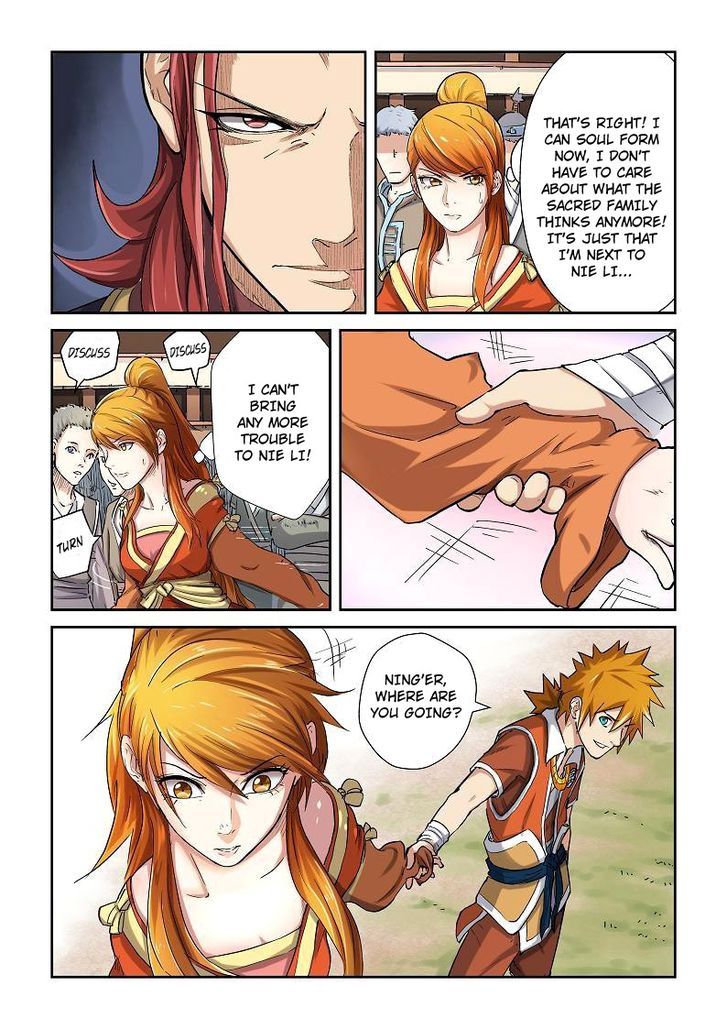 THAT'S RIGHT! I
CAN SOUL FORM
NOW, I DON'T
HAVE TO CARE
ABOUT WHAT THE
SACRED FAMILY
THINKS ANYMORE!
IT'S JUST THAT
I'M NEXT TO
NIE LI...
DISCUSS
DISCUSS
I CAN'T
BRING
ANY MORE
TROUBLE
TO NIE LI!
TURN
NING'ER,
WHERE ARE
YOU GOING?